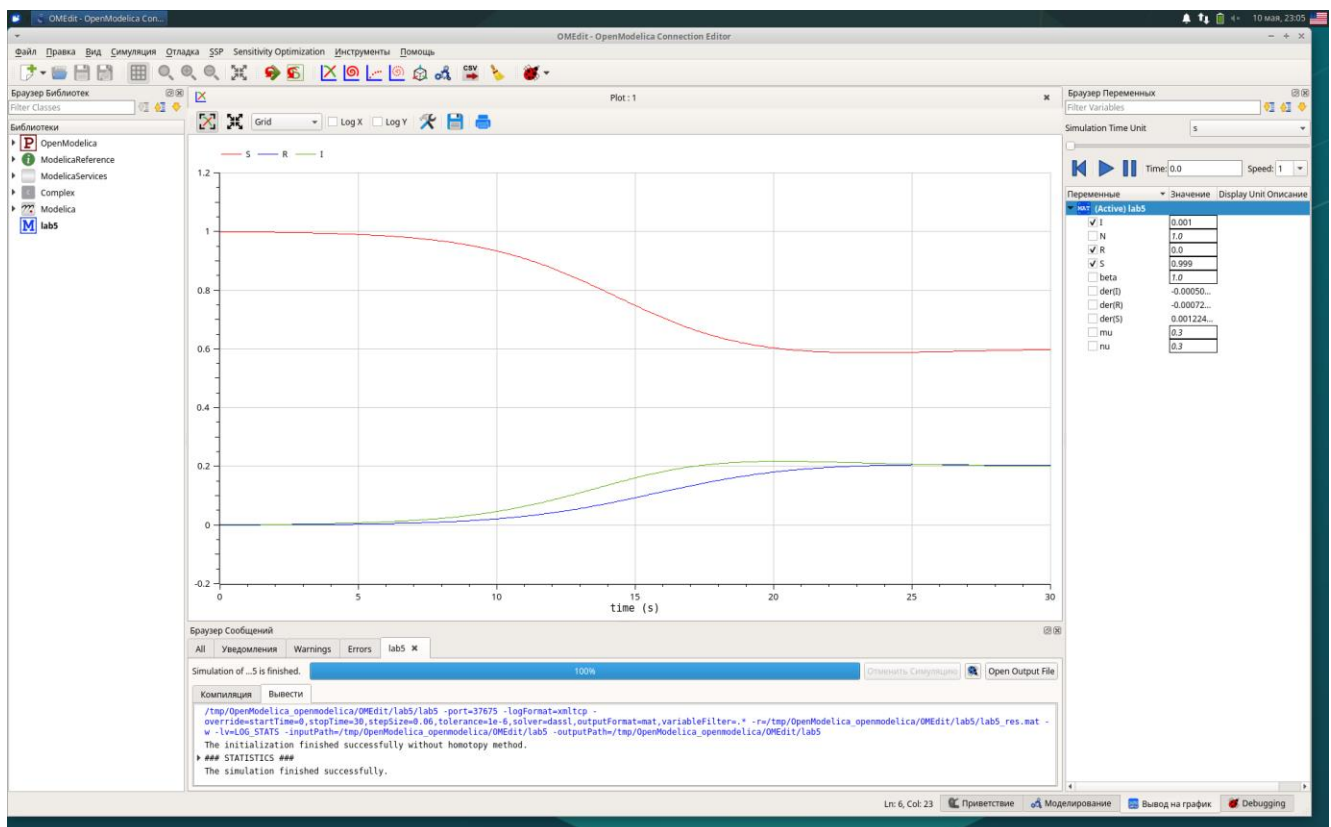 OMEdit - OpenModelica Con...
10 мая, 23:05
OMEdit - OpenModelica Connection Editor
Файл Правка Вид Симуляция Отладка SSP Sensitivity Optimization Инструменты Помощь
CSV
Браузер Библиотек
Filter Classes
Библиотеки
P OpenModelica
i ModelicaReference
ModelicaServices
Complex
Modelica
M lab5
Plot : 1
Grid Log X Log Y
S R I
1.2
1
0.8
0.6
0.4
0.2
0
-0.2
0 5 10 15 20 25 30
time (s)
Браузер Переменных
Filter Variables
Simulation Time Unit s
Time: 0.0 Speed: 1
Переменные Значение Display Unit Описание
MAT (Active) lab5
I 0.001
N 1.0
R 0.0
S 0.999
beta 1.0
der(I) -0.00050...
der(R) -0.00072...
der(S) 0.001224...
mu 0.3
nu 0.3
Браузер Сообщений
All Уведомления Warnings Errors lab5
Simulation of ...5 is finished. 100% Отменить Симуляцию Open Output File
Компиляция Вывести
/tmp/OpenModelica_openmodelica/OMEdit/lab5/lab5 -port=37675 -logFormat=xmltcp -
override=startTime=0,stopTime=30,stepSize=0.06,tolerance=1e-6,solver=dassl,outputFormat=mat,variableFilter=.* -r=/tmp/OpenModelica_openmodelica/OMEdit/lab5/lab5_res.mat -
w -lv=LOG_STATS -inputPath=/tmp/OpenModelica_openmodelica/OMEdit/lab5 -outputPath=/tmp/OpenModelica_openmodelica/OMEdit/lab5
The initialization finished successfully without homotopy method.
### STATISTICS ###
The simulation finished successfully.
Ln: 6, Col: 23 Приветствие Моделирование Вывод на график Debugging